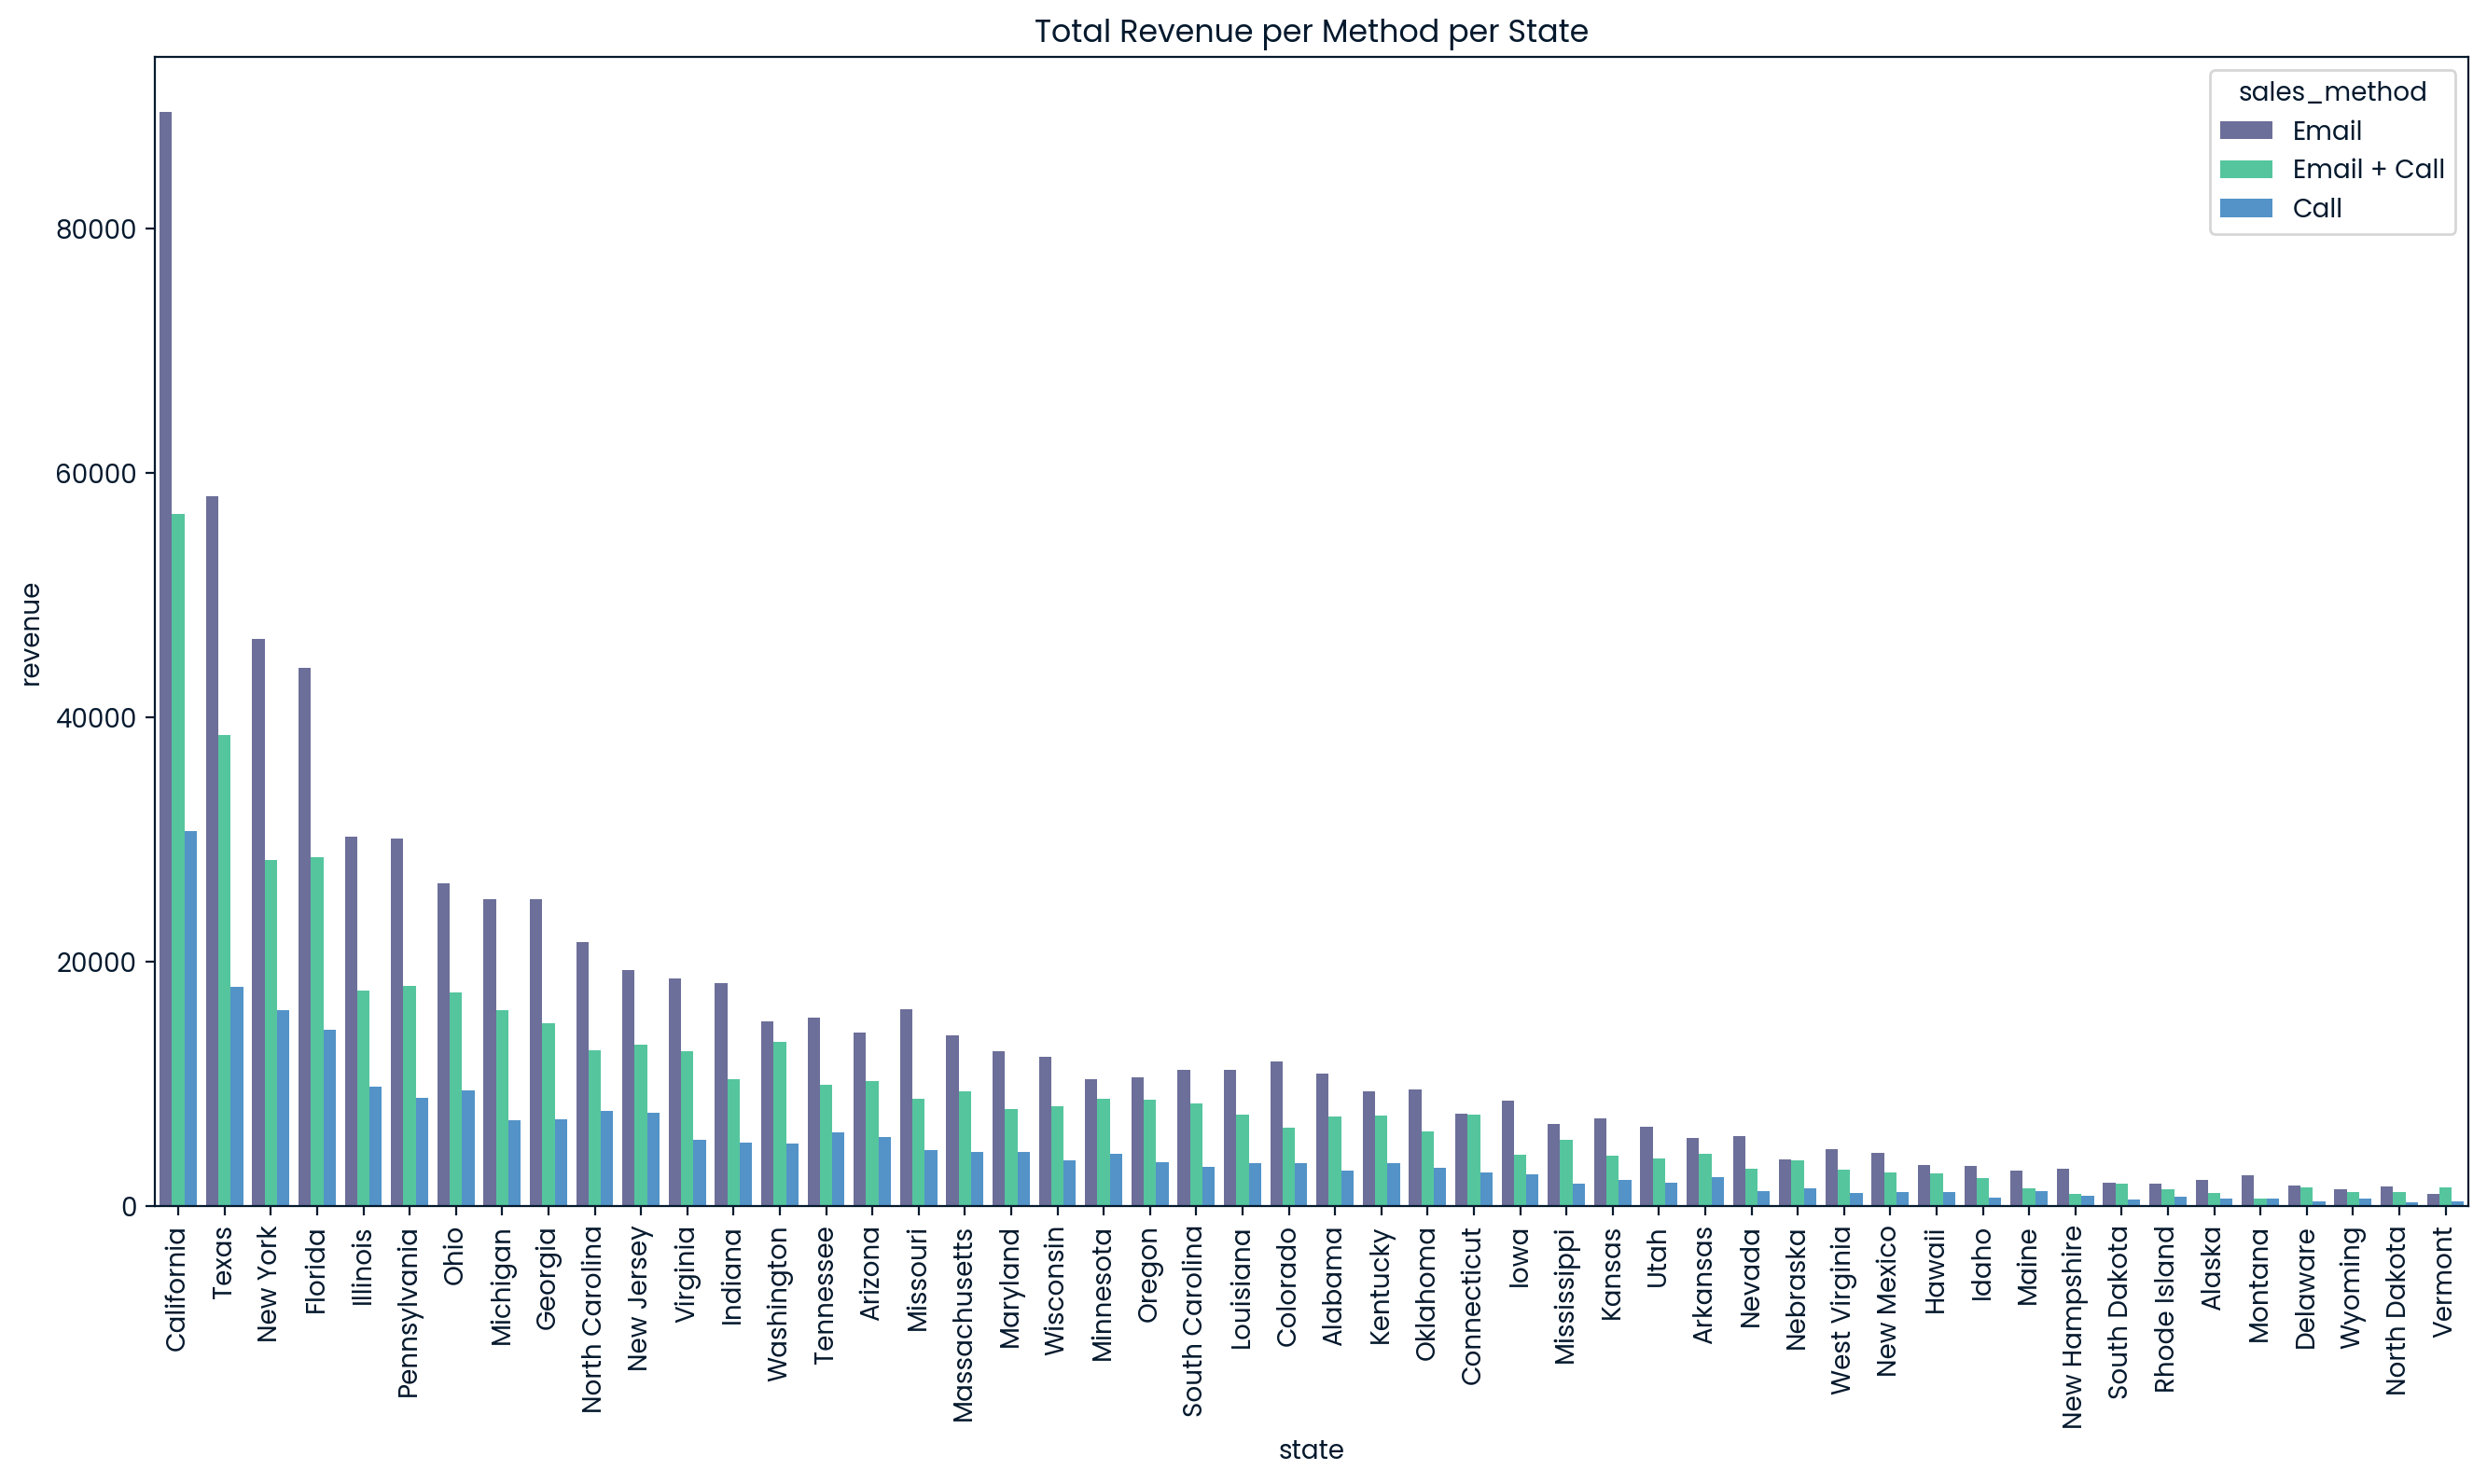 Total Revenue per Method per State
sales_method
Email
Email + Call
Call
revenue
80000
60000
40000
20000
0
California
Texas
New York
Florida
Illinois
Pennsylvania
Ohio
Michigan
Georgia
North Carolina
New Jersey
Virginia
Indiana
Washington
Tennessee
Arizona
Missouri
Massachusetts
Maryland
Wisconsin
Minnesota
Oregon
South Carolina
Louisiana
Colorado
Alabama
Kentucky
Oklahoma
Connecticut
Iowa
Mississippi
Kansas
Utah
Arkansas
Nevada
Nebraska
West Virginia
New Mexico
Hawaii
Idaho
Maine
New Hampshire
South Dakota
Rhode Island
Alaska
Montana
Delaware
Wyoming
North Dakota
Vermont
state